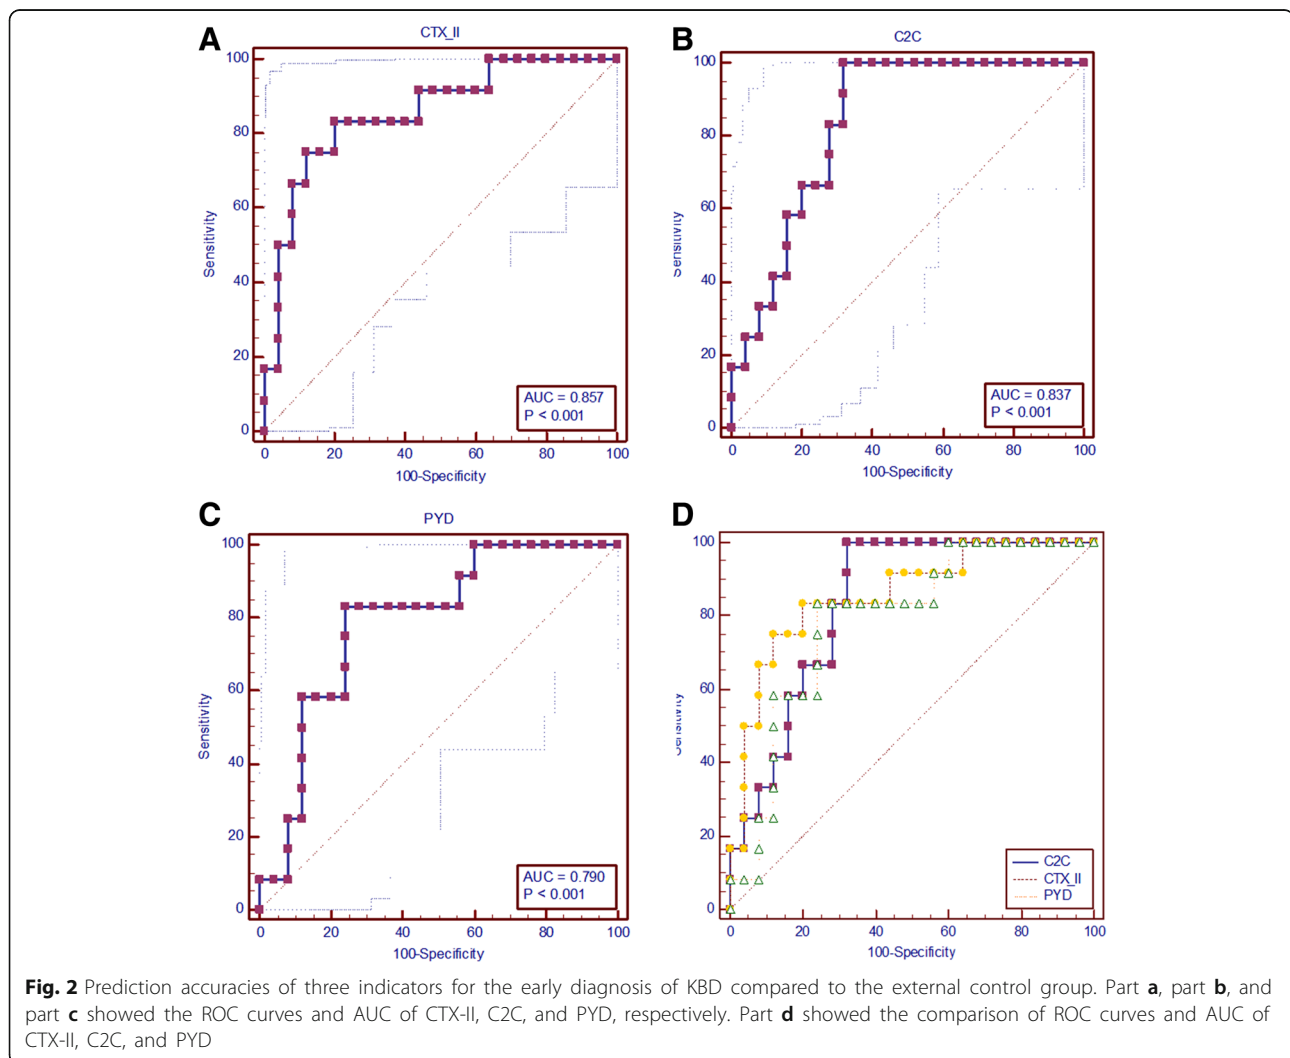 A
CTX_II
100
80
60
40
20
0
Sensitivity
0 20 40 60 80 100
100-Specificity
AUC = 0.857
P < 0.001
B
C2C
100
80
60
40
20
0
Sensitivity
0 20 40 60 80 100
100-Specificity
AUC = 0.837
P < 0.001
C
PYD
100
80
60
40
20
0
Sensitivity
0 20 40 60 80 100
100-Specificity
AUC = 0.790
P < 0.001
D
100
80
60
40
20
0
Sensitivity
0 20 40 60 80 100
100-Specificity
C2C
CTX_II
PYD
Fig. 2 Prediction accuracies of three indicators for the early diagnosis of KBD compared to the external control group. Part a, part b, and
part c showed the ROC curves and AUC of CTX-II, C2C, and PYD, respectively. Part d showed the comparison of ROC curves and AUC of
CTX-II, C2C, and PYD